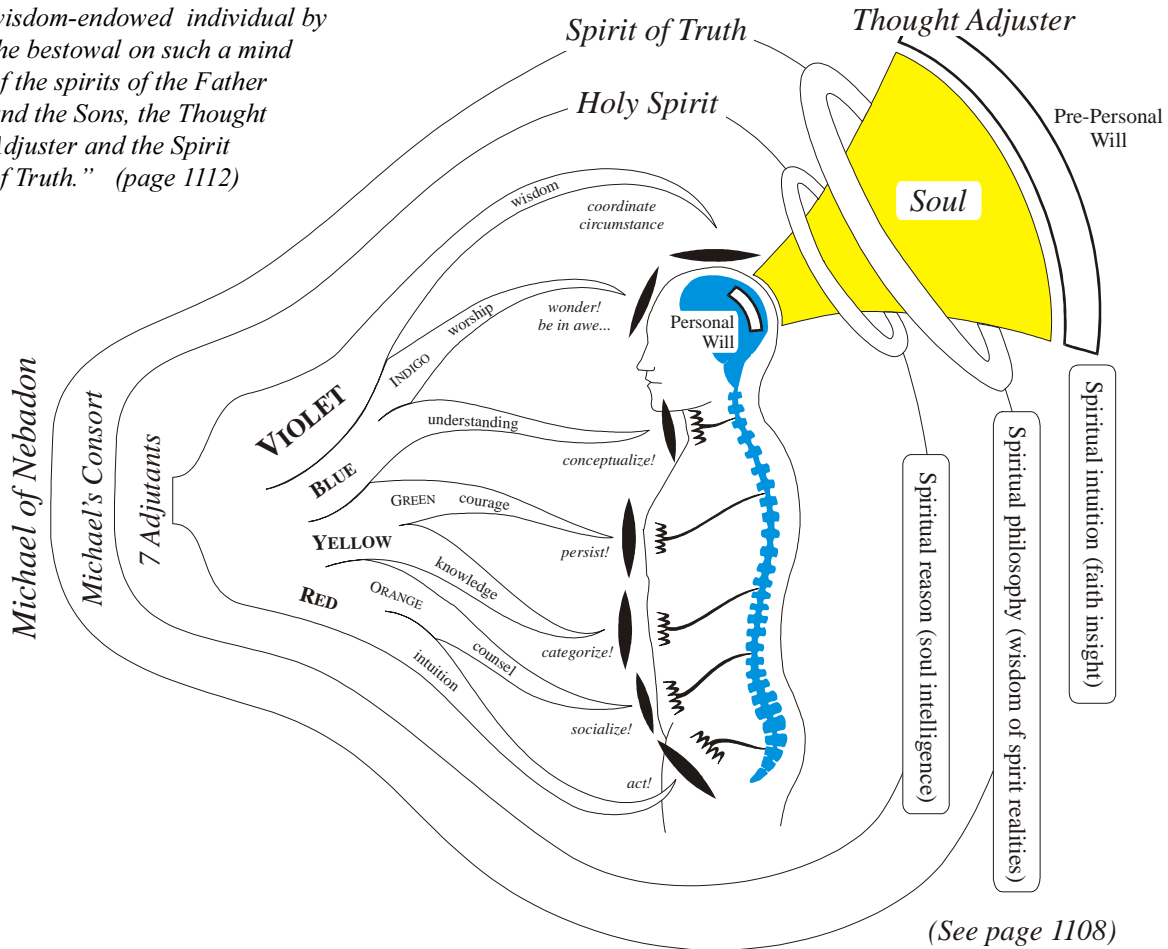 wisdom-endowed individual by
he bestowal on such a mind
of the spirits of the Father
nd the Sons, the Thought
Adjuster and the Spirit
of Truth.” (page 1112)
Spirit of Truth
Thought Adjuster
Holy Spirit
Pre-Personal
Will
Soul
wisdom
coordinate
circumstance
worship
wonder!
be in awe...
INDIGO
Personal
Will
VIOLET
understanding
conceptualize!
BLUE
GREEN
courage
persist!
YELLOW
knowledge
categorize!
ORANGE
RED
counsel
socialize!
intuition
act!
Michael of Nebadon
Michael’s Consort
7 Adjutants
Spiritual reason (soul intelligence)
Spiritual philosophy (wisdom of spirit realities)
Spiritual intuition (faith insight)
(See page 1108)